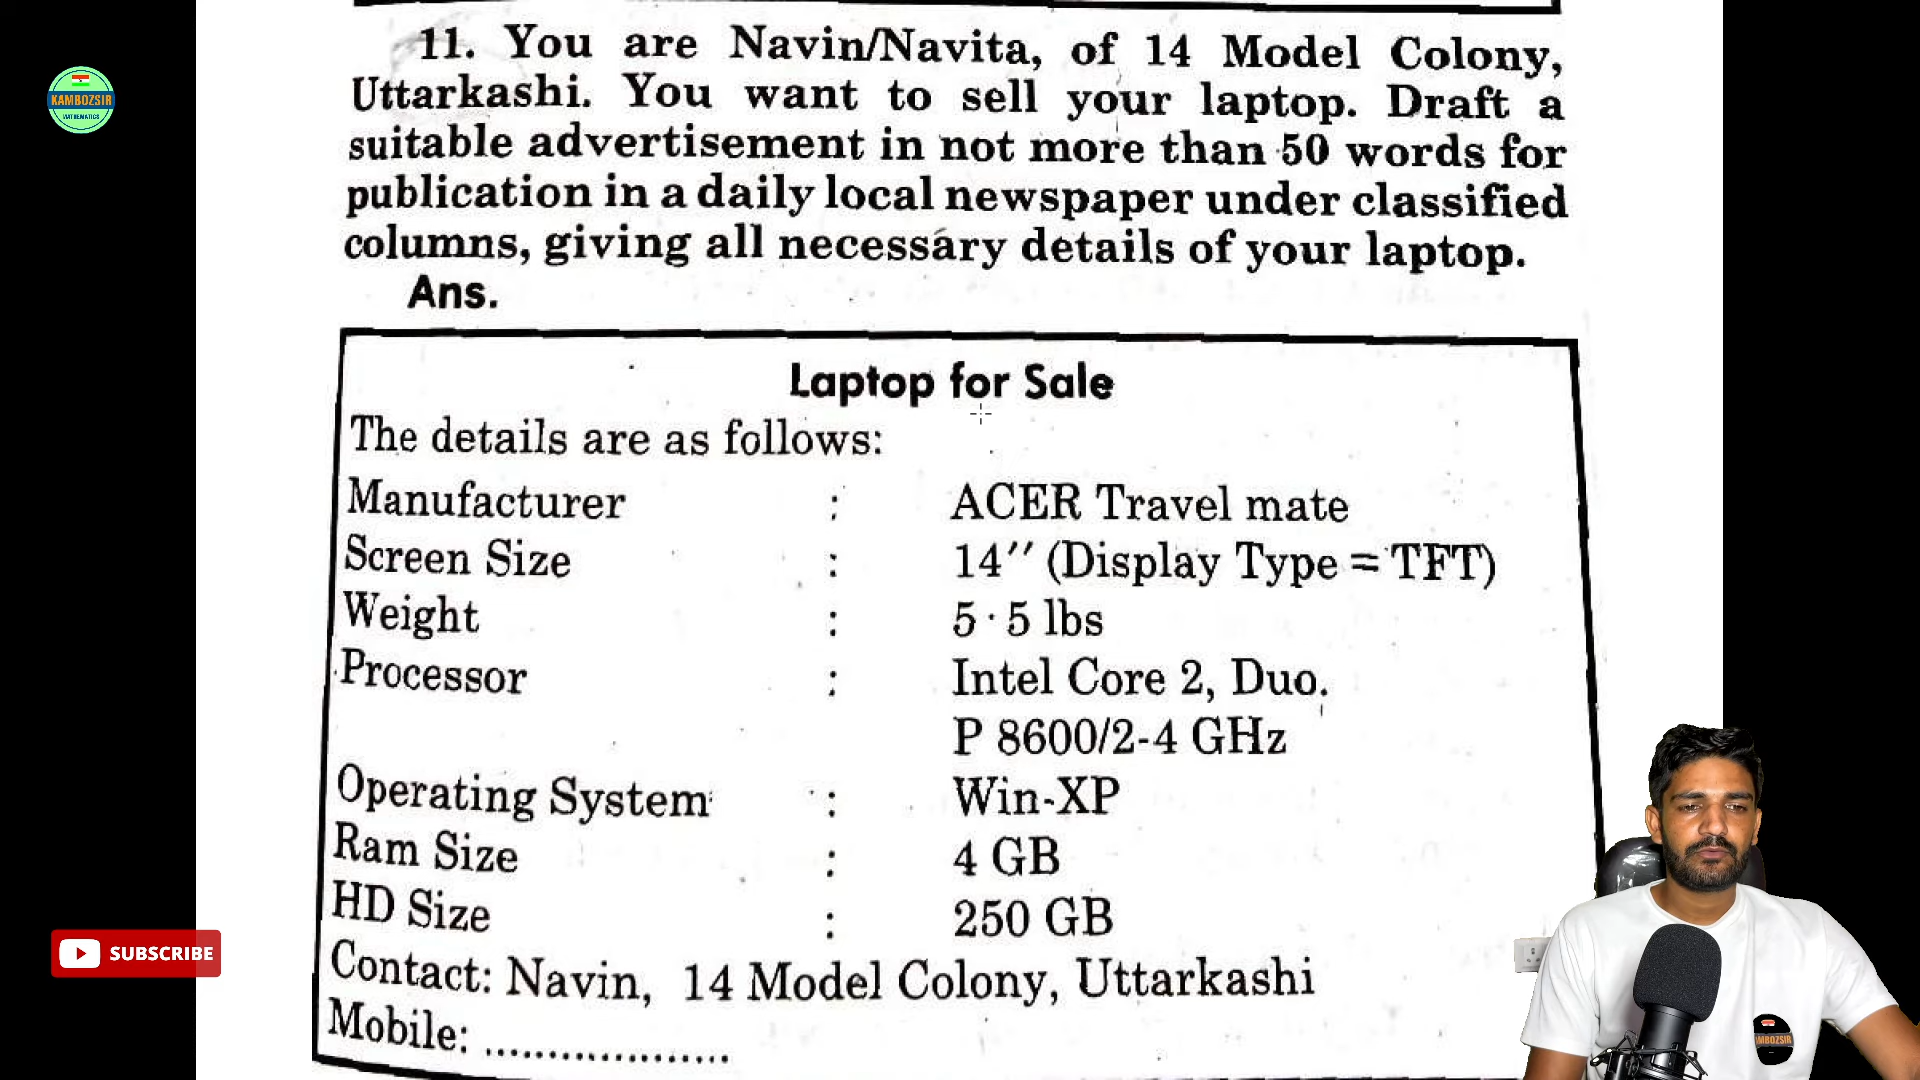 11. You are Navin/Navita, of 14 Model Colony,
Uttarkashi. You want to sell your laptop. Draft a
suitable advertisement in not more than 50 words for
publication in a daily local newspaper under classified
columns, giving all necessary details of your laptop.
Ans.
Laptop for Sale
The details are as follows:
Manufacturer : ACER Travel mate
Screen Size : 14″ (Display Type = TFT)
Weight : 5·5 lbs
Processor : Intel Core 2, Duo.
P 8600/2-4 GHz
Operating System : Win-XP
Ram Size : 4 GB
HD Size : 250 GB
Contact: Navin, 14 Model Colony, Uttarkashi
Mobile: ....................
KAMBOZSIR
MATHEMATICS
SUBSCRIBE